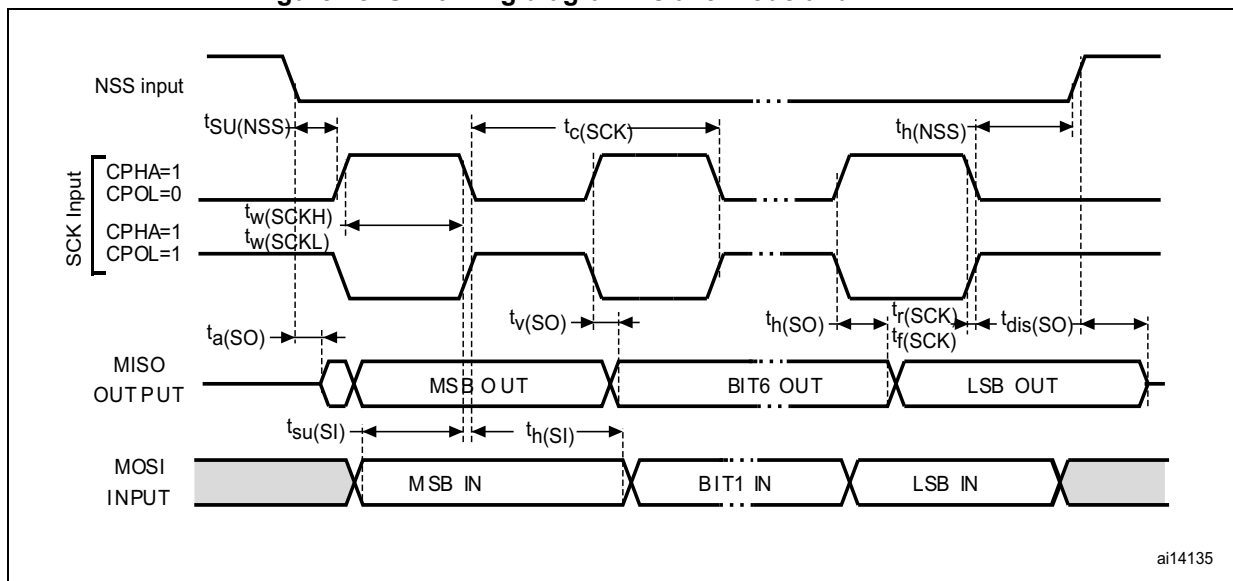 NSS input
tSU(NSS)
tc(SCK)
th(NSS)
SCK Input
CPHA=1
CPOL=0
tw(SCKH)
CPHA=1
tw(SCKL)
CPOL=1
ta(SO)
tv(SO)
th(SO)
tr(SCK)
tf(SCK)
tdis(SO)
MISO
OUTPUT
MSB OUT
BIT6 OUT
LSB OUT
tsu(SI)
th(SI)
MOSI
INPUT
MSB IN
BIT1 IN
LSB IN
ai14135